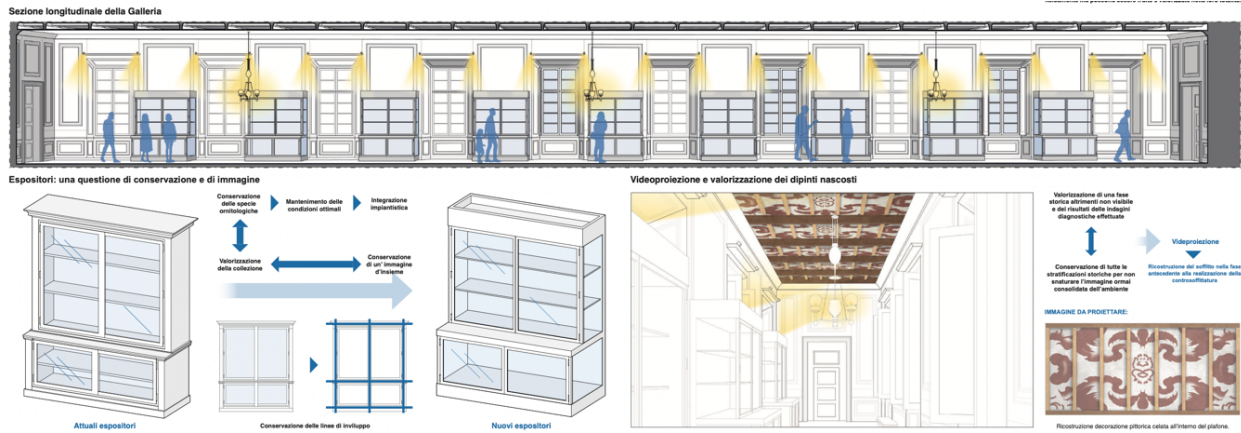 Sezione longitudinale della Galleria
Espositori: una questione di conservazione e di immagine
Conservazione
delle specie
ornitologiche
Mantenimento delle
condizioni ottimali
Integrazione
impiantistica
Valorizzazione
della collezione
Conservazione
di un' immagine
d'insieme
Attuali espositori
Conservazione delle linee di inviluppo
Nuovi espositori
Videoproiezione e valorizzazione dei dipinti nascosti
Valorizzazione di una fase
storica altrimenti non visibile
e dei risultati delle indagini
diagnostiche effettuate
Videproiezione
Conservazione di tutte le
stratificazioni storiche per non
snaturare l'immagine ormai
consolidata dell'ambiente
Ricostruzione del soffitto nella fase
antecedente alla realizzazione della
controsoffittatura
IMMAGINE DA PROIETTARE:
Ricostruzione decorazione pittorica celata all'interno del plafone.